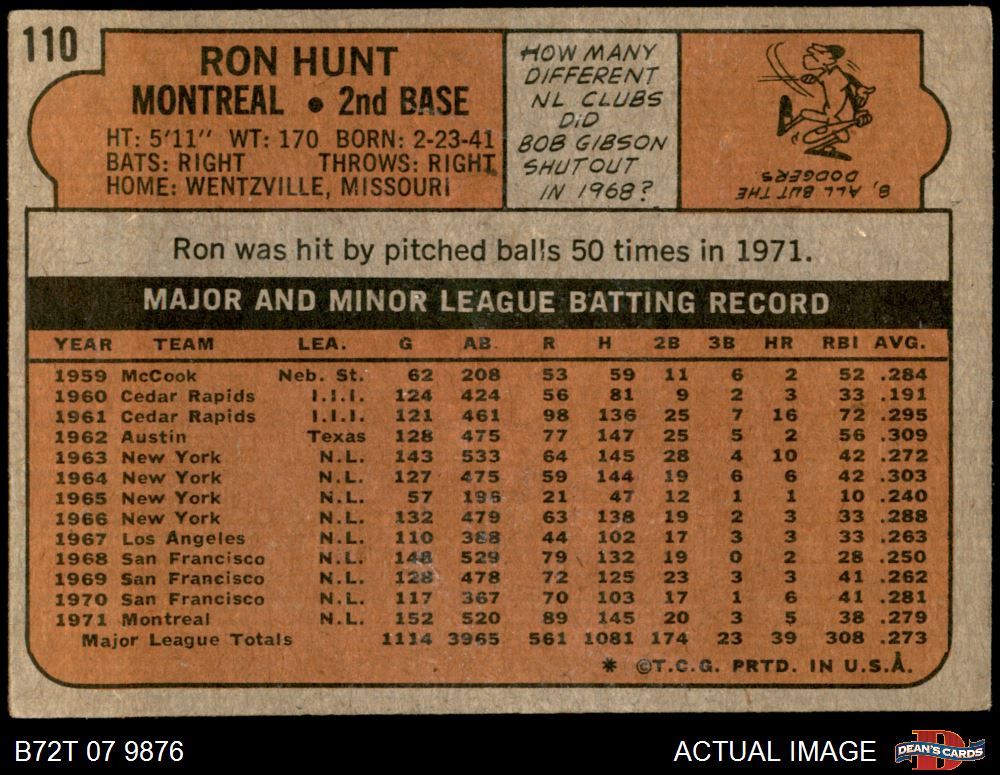 110
RON HUNT
MONTREAL • 2nd BASE
HT: 5'11" WT: 170 BORN: 2-23-41
BATS: RIGHT THROWS: RIGHT
HOME: WENTZVILLE, MISSOURI
HOW MANY
DIFFERENT
NL CLUBS
DID
BOB GIBSON
SHUTOUT
IN 1968?
8, ALL BUT THE
DODGERS
Ron was hit by pitched balls 50 times in 1971.
MAJOR AND MINOR LEAGUE BATTING RECORD
YEAR TEAM LEA. G AB. R H 2B 3B HR RBI AVG.
1959 McCook Neb. St. 62 208 53 59 11 6 2 52 .284
1960 Cedar Rapids I.I.I. 124 424 56 81 9 2 3 33 .191
1961 Cedar Rapids I.I.I. 121 461 98 136 25 7 16 72 .295
1962 Austin Texas 128 475 77 147 25 5 2 56 .309
1963 New York N.L. 143 533 64 145 28 4 10 42 .272
1964 New York N.L. 127 475 59 144 19 6 6 42 .303
1965 New York N.L. 57 196 21 47 12 1 1 10 .240
1966 New York N.L. 132 479 63 138 19 2 3 33 .288
1967 Los Angeles N.L. 110 388 44 102 17 3 3 33 .263
1968 San Francisco N.L. 148 529 79 132 19 0 2 28 .250
1969 San Francisco N.L. 128 478 72 125 23 3 3 41 .262
1970 San Francisco N.L. 117 367 70 103 17 1 6 41 .281
1971 Montreal N.L. 152 520 89 145 20 3 5 38 .279
Major League Totals 1114 3965 561 1081 174 23 39 308 .273
* ©T.C.G. PRTD. IN U.S.A.
B72T 07 9876
ACTUAL IMAGE
DEAN'S CARDS